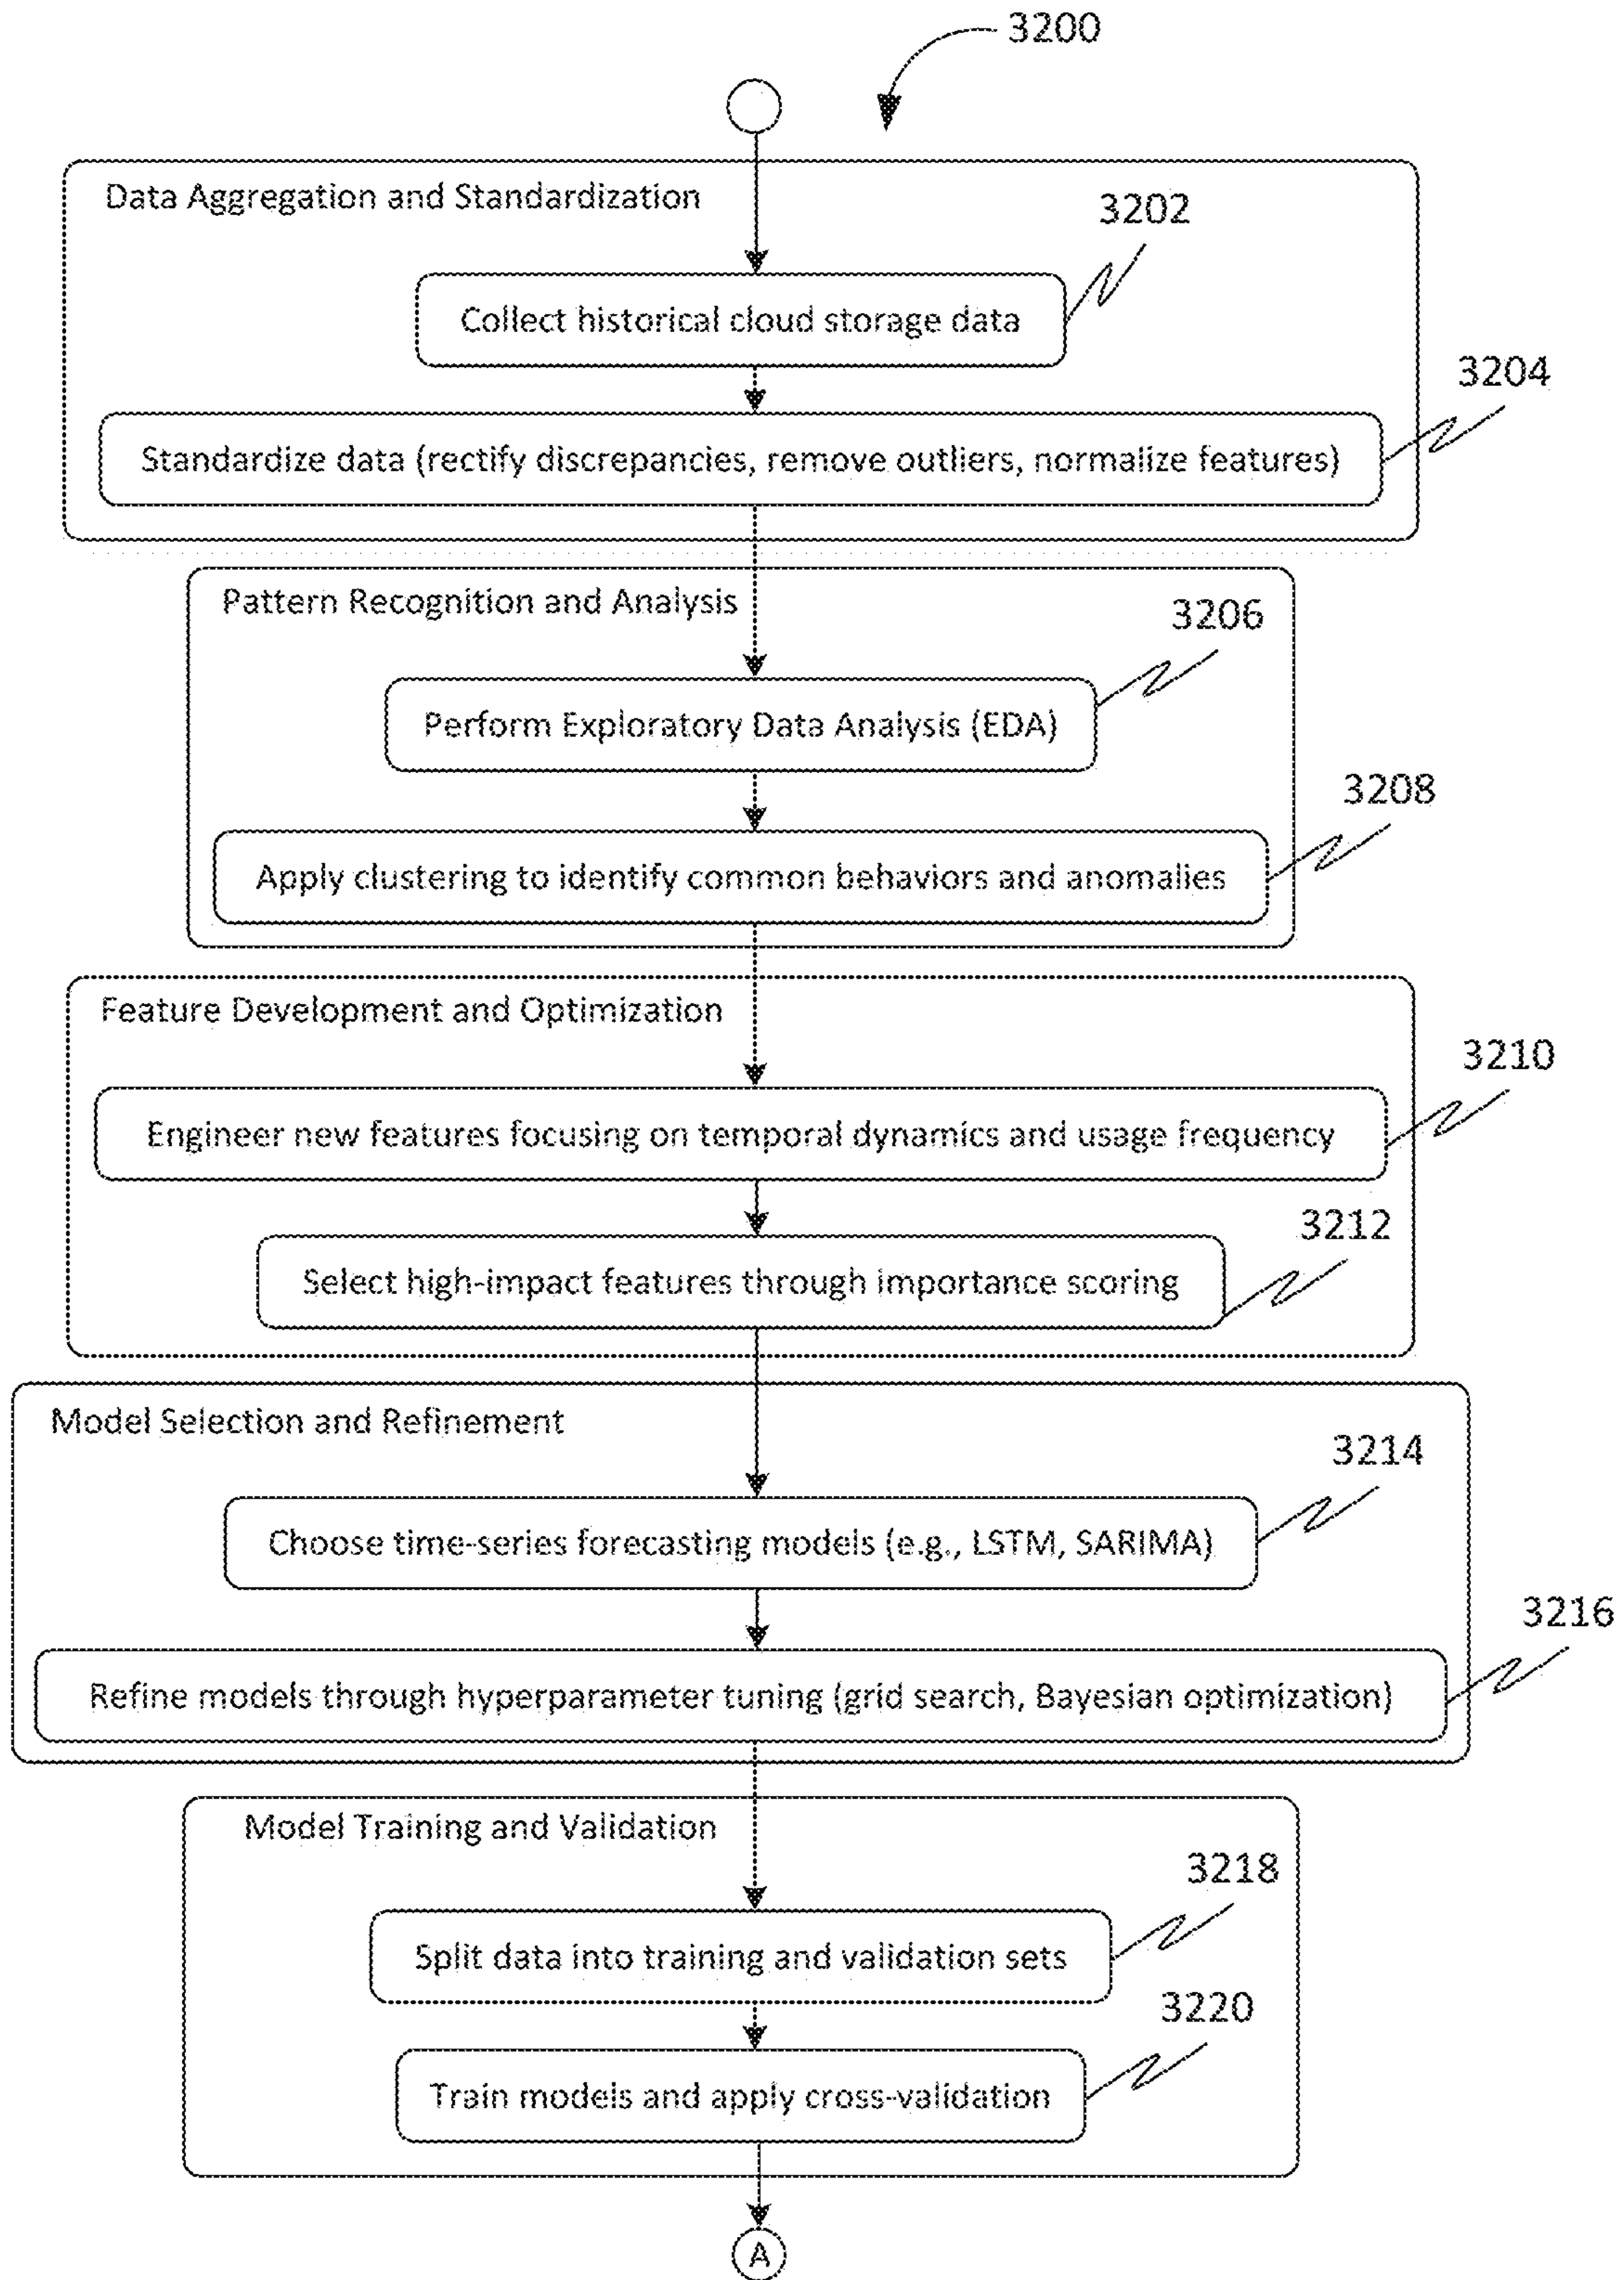 3200
Data Aggregation and Standardization
3202
Collect historical cloud storage data
3204
Standardize data (rectify discrepancies, remove outliers, normalize features)
Pattern Recognition and Analysis
3206
Perform Exploratory Data Analysis (EDA)
3208
Apply clustering to identify common behaviors and anomalies
Feature Development and Optimization
3210
Engineer new features focusing on temporal dynamics and usage frequency
3212
Select high-impact features through importance scoring
Model Selection and Refinement
3214
Choose time-series forecasting models (e.g., LSTM, SARIMA)
3216
Refine models through hyperparameter tuning (grid search, Bayesian optimization)
Model Training and Validation
3218
Split data into training and validation sets
3220
Train models and apply cross-validation
A